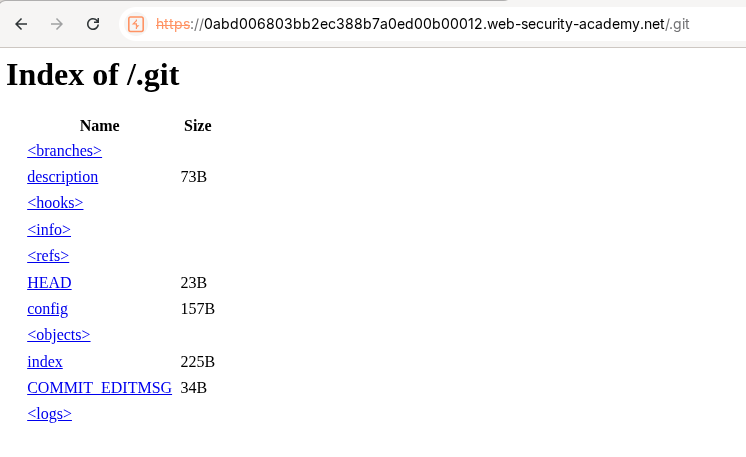 https://0abd006803bb2ec388b7a0ed00b00012.web-security-academy.net/.git
Index of /.git
Name Size
<branches>
description 73B
<hooks>
<info>
<refs>
HEAD 23B
config 157B
<objects>
index 225B
COMMIT_EDITMSG 34B
<logs>